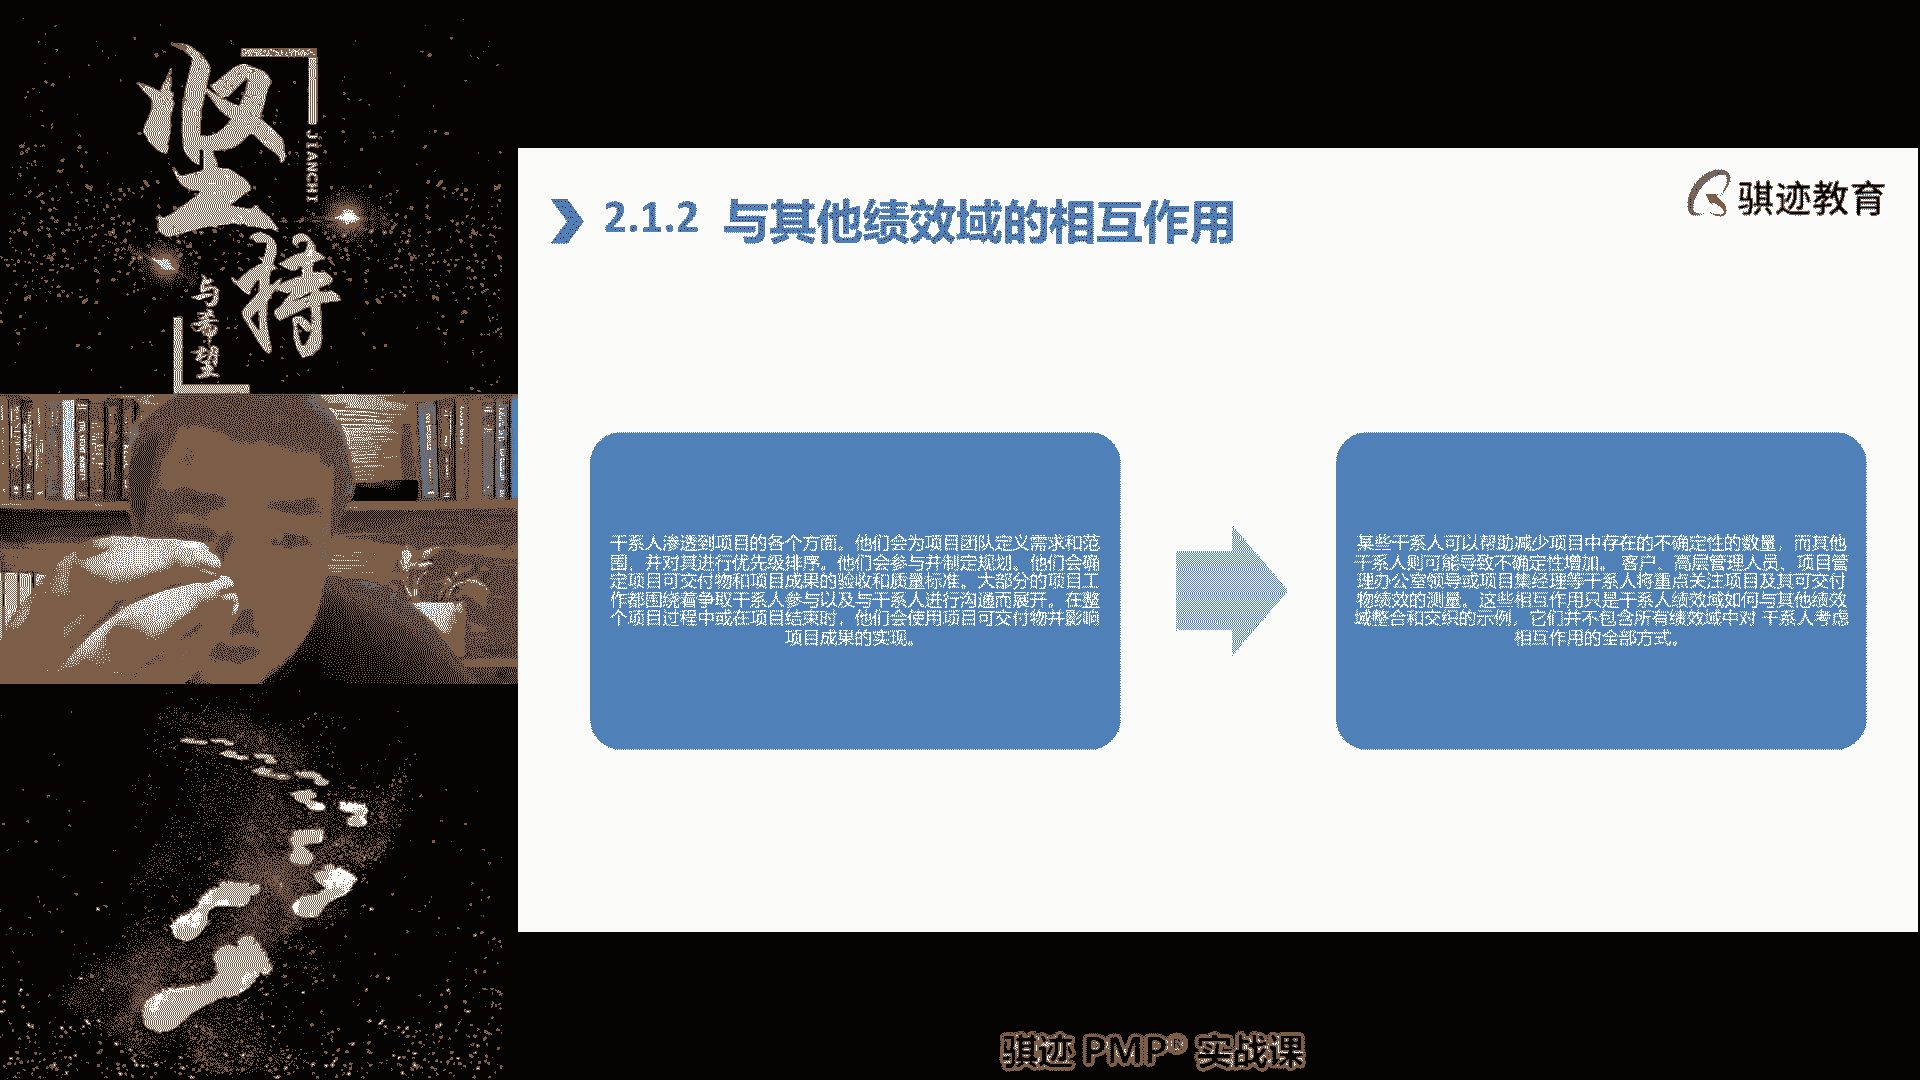 坚持
JIANCHI
与希望
2.1.2 与其他绩效域的相互作用
骐迹教育
干系人渗透到项目的各个方面。他们会为项目团队定义需求和范
围，并对其进行优先级排序。他们会参与并制定规划。他们会确
定项目可交付物和项目成果的验收和质量标准。大部分的项目工
作都围绕着争取干系人参与以及与干系人进行沟通而展开。在整
个项目过程中或在项目结束时，他们会使用项目可交付物并影响
项目成果的实现。
某些干系人可以帮助减少项目中存在的不确定性的数量，而其他
干系人则可能导致不确定性增加。 客户、高层管理人员、项目管
理办公室领导或项目集经理等干系人将重点关注项目及其可交付
物绩效的测量。这些相互作用只是干系人绩效域如何与其他绩效
域整合和交织的示例，它们并不包含所有绩效域中对 干系人考虑
相互作用的全部方式。
骐迹 PMP® 实战课